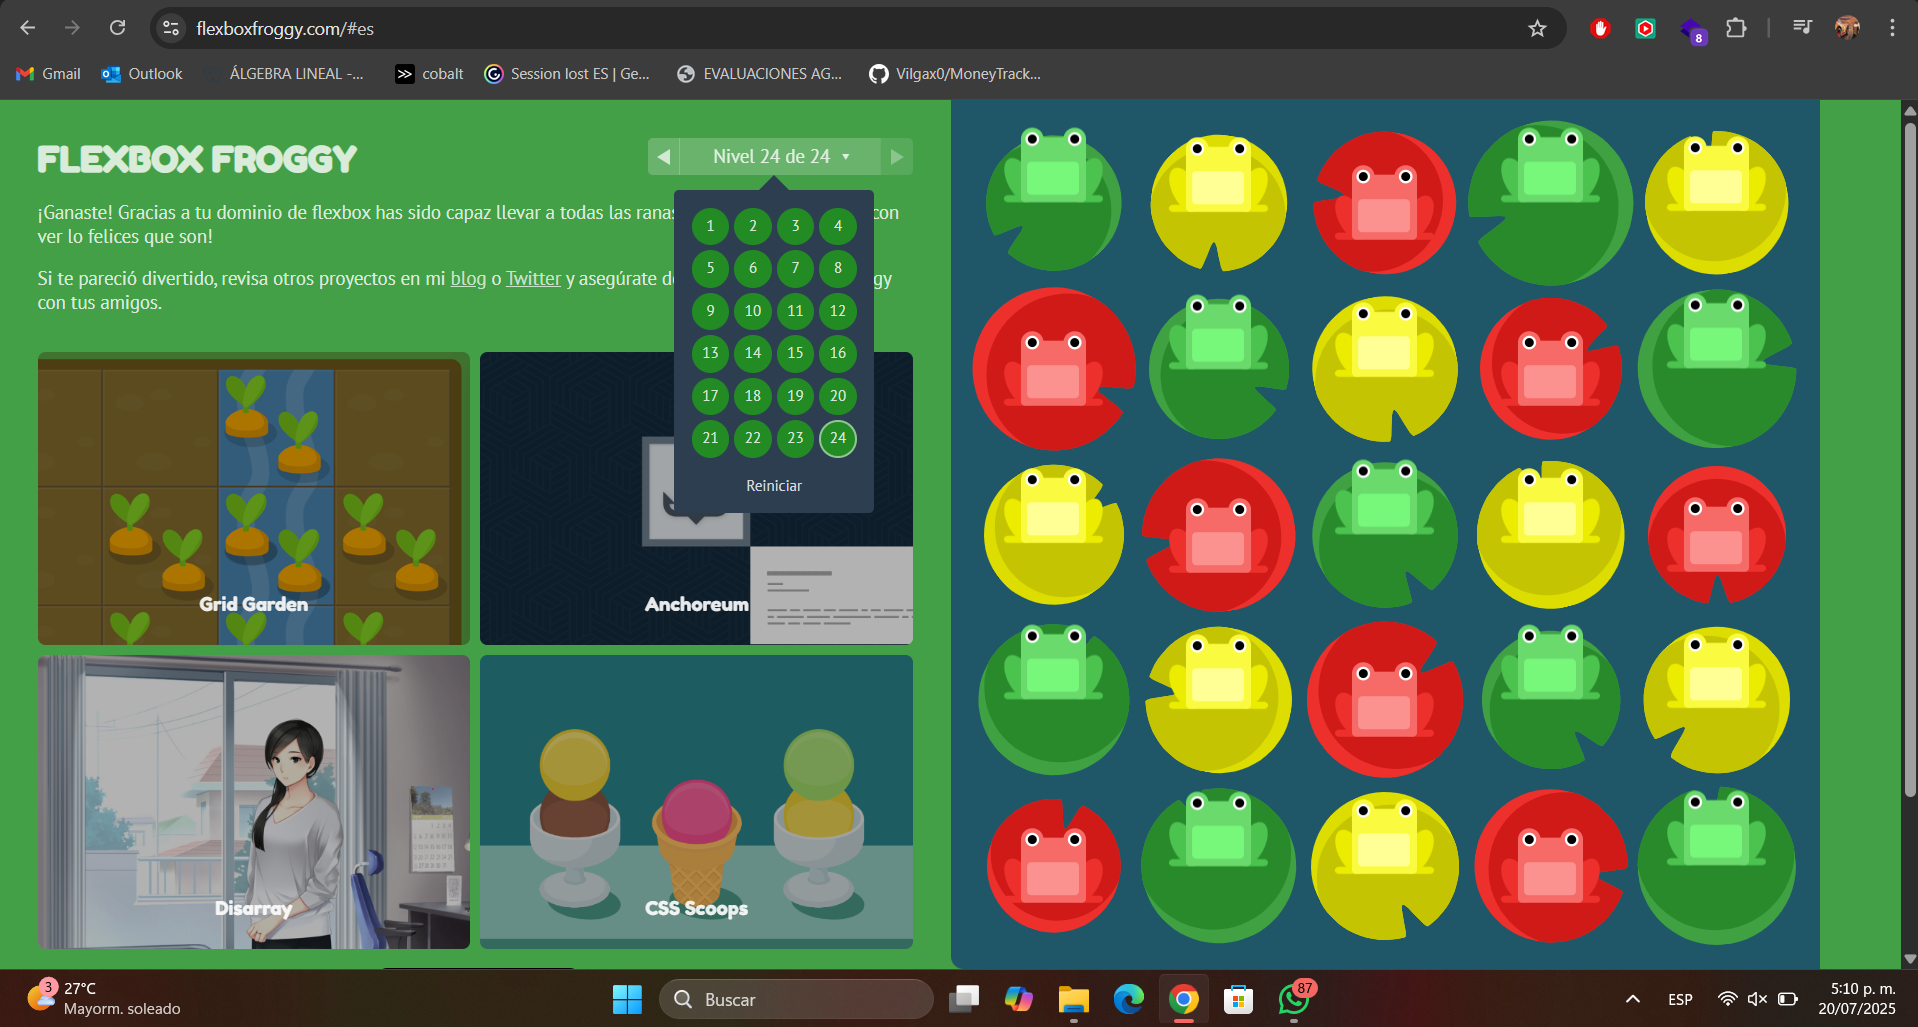 flexboxfroggy.com/#es
8
Gmail
Outlook
ÁLGEBRA LINEAL -...
cobalt
Session lost ES | Ge...
EVALUACIONES AG...
Vilgax0/MoneyTrack...
FLEXBOX FROGGY
Nivel 24 de 24
¡Ganaste! Gracias a tu dominio de flexbox has sido capaz llevar a todas las ranas con
ver lo felices que son!
Si te pareció divertido, revisa otros proyectos en mi blog o Twitter y asegúrate de gy
con tus amigos.
1 2 3 4
5 6 7 8
9 10 11 12
13 14 15 16
17 18 19 20
21 22 23 24
Reiniciar
Grid Garden
Anchoreum
Disarray
CSS Scoops
3
27°C
Mayorm. soleado
Buscar
87
ESP
5:10 p. m.
20/07/2025